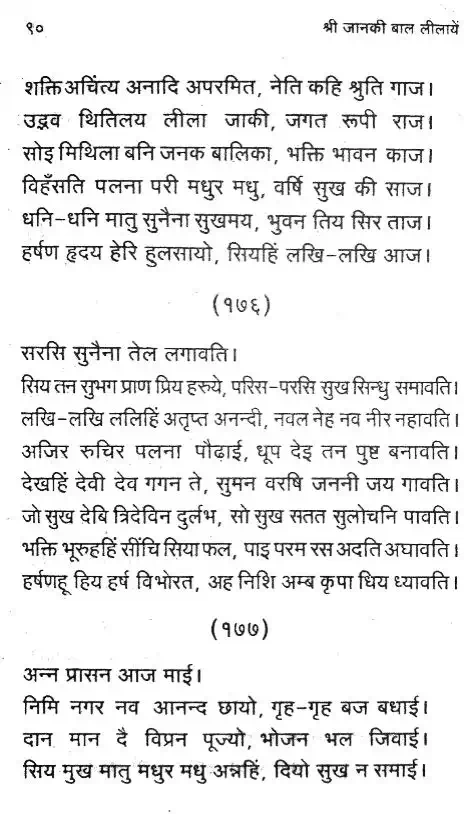 ९०
श्री जानकी बाल लीलायें
शक्ति अचिंत्य अनादि अपरमित, नेति कहि श्रुति गाज।
उद्भव थितिलय लीला जाकी, जगत रूपी राज।
सोइ मिथिला बनि जनक बालिका, भक्ति भावन काज।
विहँसति पलना परी मधुर मधु, वर्षि सुख की साज।
धनि-धनि मातु सुनैना सुखमय, भुवन तिय सिर ताज।
हर्षण हृदय हेरि हुलसायो, सियहिं लखि-लखि आज।
(१७६)
सरसि सुनैना तेल लगावति।
सिय तन सुभग प्राण प्रिय हरुये, परिस-परसि सुख सिन्धु समावति।
लखि-लखि ललिहिं अतृप्त अनन्दी, नवल नेह नव नीर नहावति।
अजिर रुचिर पलना पौढ़ाई, धूप देइ तन पुष्ट बनावति।
देखहिं देवी देव गगन ते, सुमन वरषि जननी जय गावति।
जो सुख देबि त्रिदेविन दुर्लभ, सो सुख सतत सुलोचनि पावति।
भक्ति भूरुहहिं सींचि सिया फल, पाइ परम रस अदति अघावति।
हर्षणहू हिय हर्ष विभोरत, अह निशि अम्ब कृपा धिय ध्यावति।
(१७७)
अन्न प्रासन आज माई।
निमि नगर नव आनन्द छायो, गृह-गृह बज बधाई।
दान मान दै विप्रन पूज्यो, भोजन भल जिवाई।
सिय मुख मातु मधुर मधु अन्नहिं, दियो सुख न समाई।